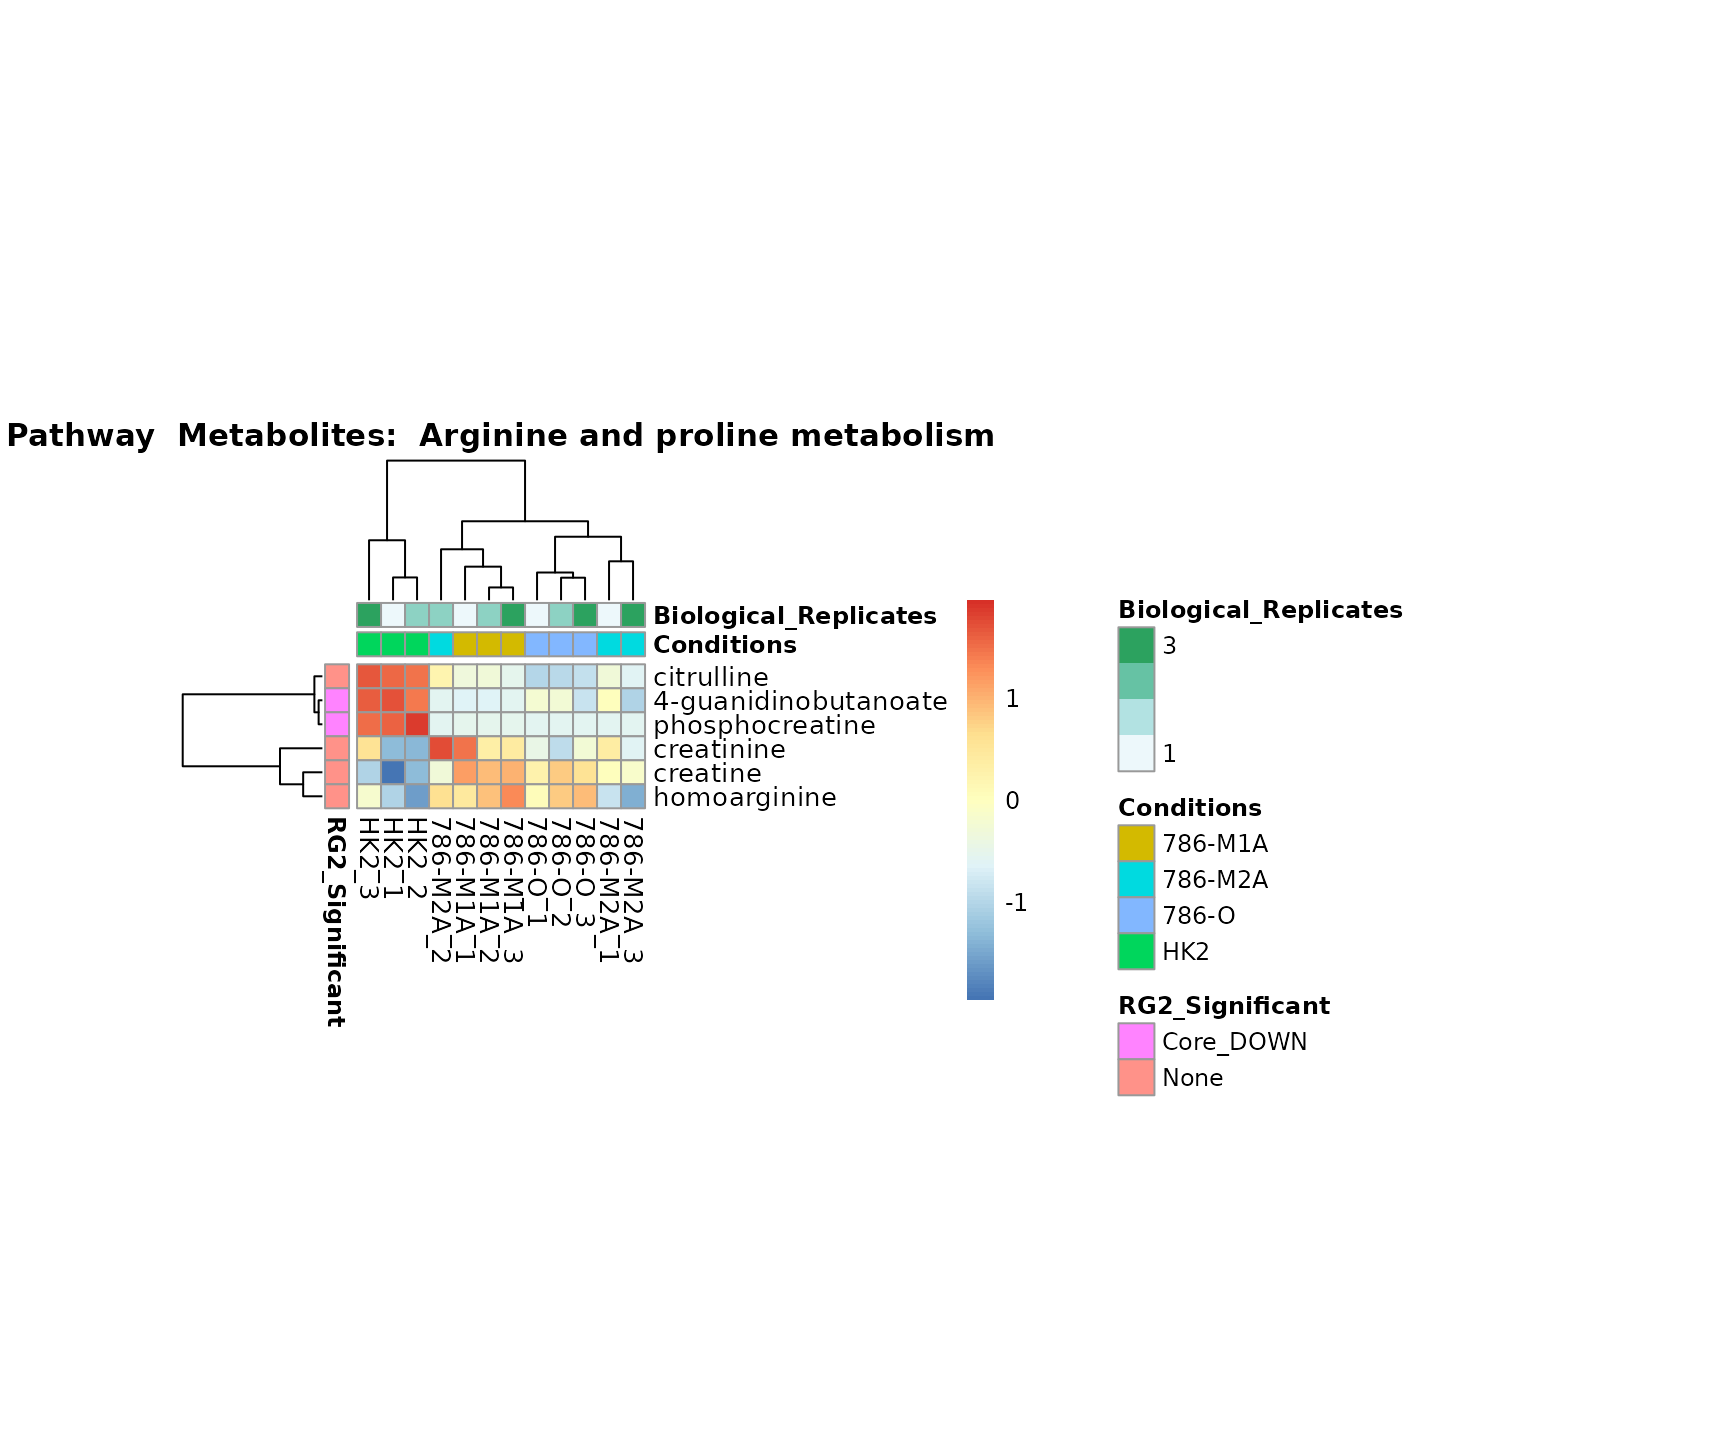 Pathway  Metabolites:  Arginine and proline metabolism
Biological_Replicates
Conditions
citrulline
4-guanidinobutanoate
phosphocreatine
creatinine
creatine
homoarginine
RG2_Significant
HK2_3
HK2_1
HK2_2
786-M2A_2
786-M1A_1
786-M1A_2
786-M1A_3
786-O_1
786-O_2
786-O_3
786-M2A_1
786-M2A_3
1
0
-1
Biological_Replicates
3
1
Conditions
786-M1A
786-M2A
786-O
HK2
RG2_Significant
Core_DOWN
None